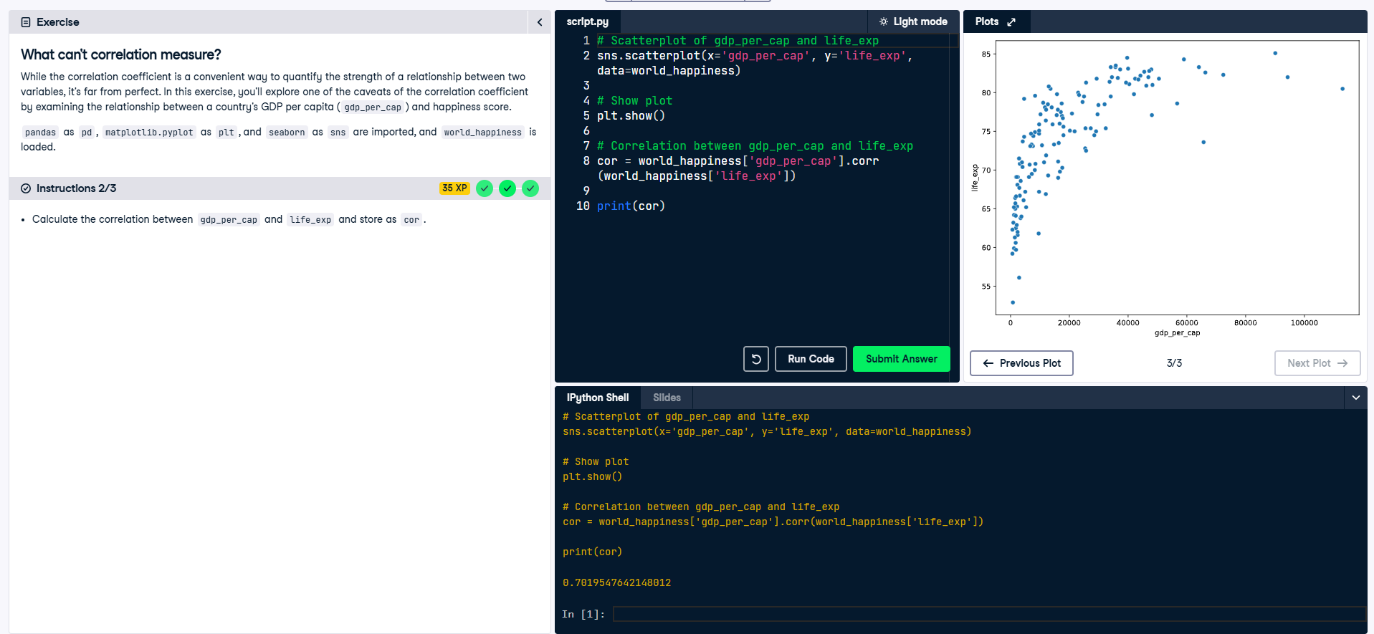 Exercise
What can't correlation measure?
While the correlation coefficient is a convenient way to quantify the strength of a relationship between two
variables, it's far from perfect. In this exercise, you'll explore one of the caveats of the correlation coefficient
by examining the relationship between a country's GDP per capita ( gdp_per_cap ) and happiness score.
pandas as pd , matplotlib.pyplot as plt , and seaborn as sns are imported, and world_happiness is
loaded.
Instructions 2/3
35 XP
• Calculate the correlation between gdp_per_cap and life_exp and store as cor .
script.py
Light mode
1 # Scatterplot of gdp_per_cap and life_exp
2 sns.scatterplot(x='gdp_per_cap', y='life_exp',
data=world_happiness)
3
4 # Show plot
5 plt.show()
6
7 # Correlation between gdp_per_cap and life_exp
8 cor = world_happiness['gdp_per_cap'].corr
(world_happiness['life_exp'])
9
10 print(cor)
Run Code
Submit Answer
Plots
85
80
75
70
65
60
55
life_exp
0 20000 40000 60000 80000 100000
gdp_per_cap
← Previous Plot
3/3
Next Plot →
IPython Shell
Slides
# Scatterplot of gdp_per_cap and life_exp
sns.scatterplot(x='gdp_per_cap', y='life_exp', data=world_happiness)
# Show plot
plt.show()
# Correlation between gdp_per_cap and life_exp
cor = world_happiness['gdp_per_cap'].corr(world_happiness['life_exp'])
print(cor)
0.7019547642148012
In [1]: